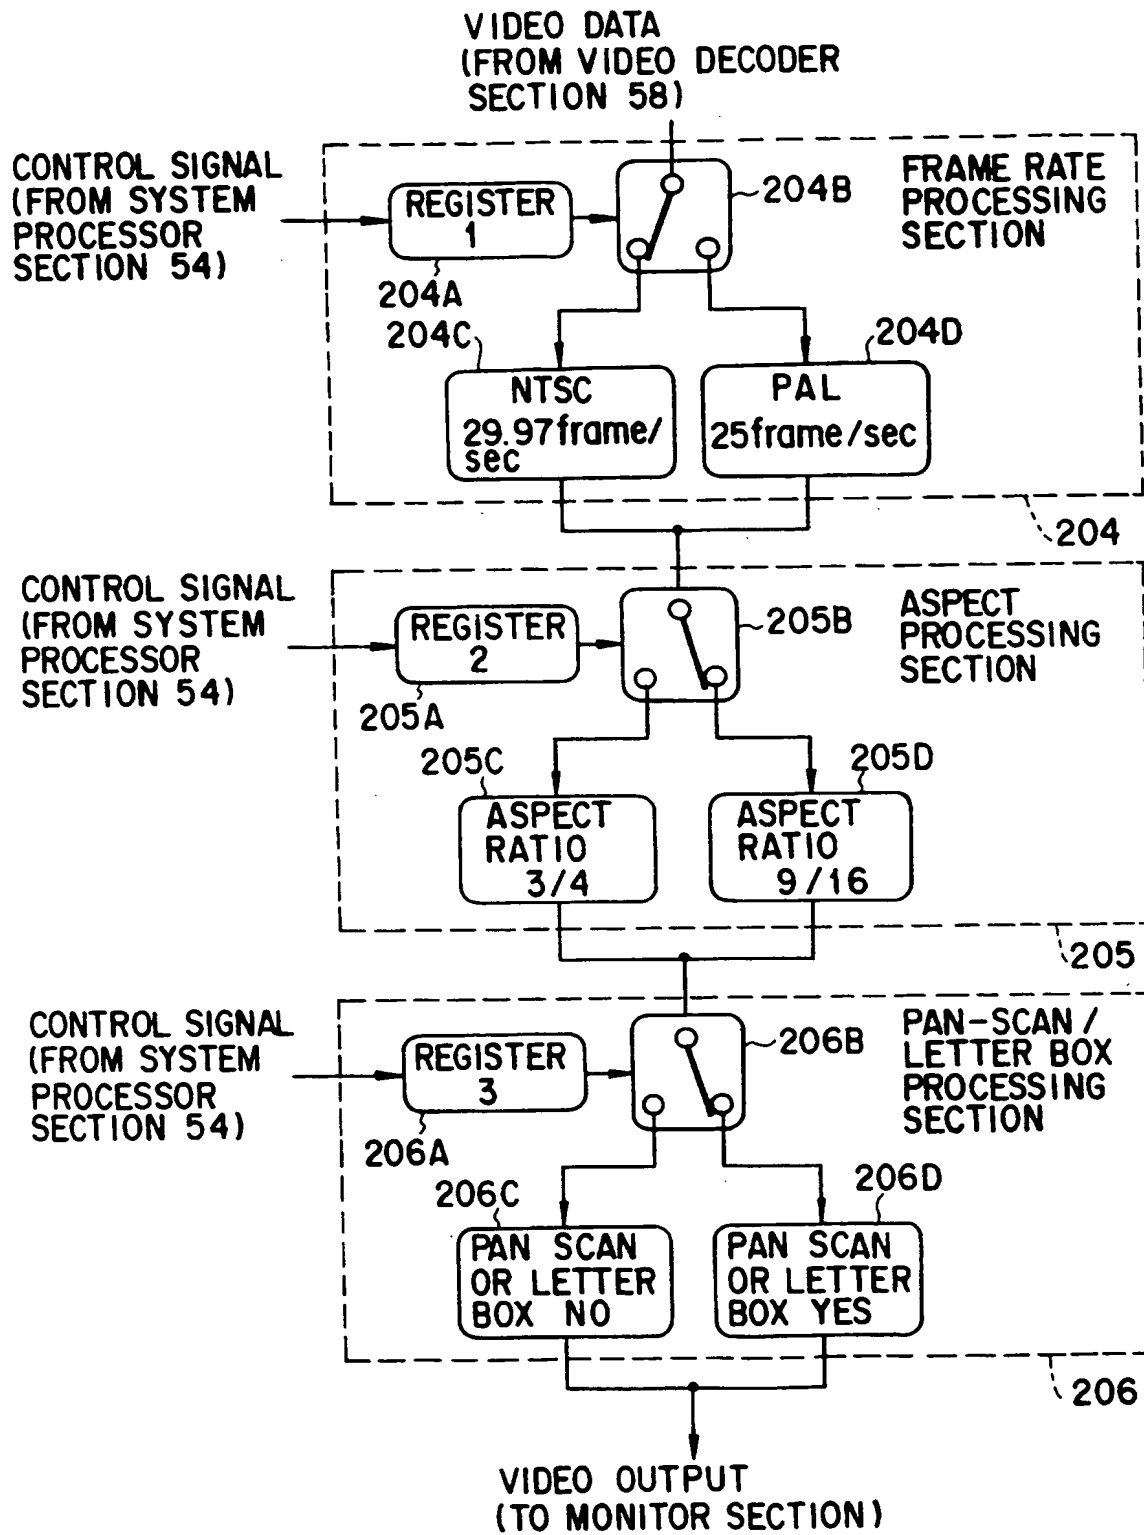 VIDEO DATA
(FROM VIDEO DECODER
SECTION 58)
CONTROL SIGNAL
(FROM SYSTEM
PROCESSOR
SECTION 54)
REGISTER
1
204A
204B
FRAME RATE
PROCESSING
SECTION
204C
NTSC
29.97frame/
sec
204D
PAL
25frame/sec
204
CONTROL SIGNAL
(FROM SYSTEM
PROCESSOR
SECTION 54)
REGISTER
2
205A
205B
ASPECT
PROCESSING
SECTION
205C
ASPECT
RATIO
3/4
205D
ASPECT
RATIO
9/16
205
CONTROL SIGNAL
(FROM SYSTEM
PROCESSOR
SECTION 54)
REGISTER
3
206A
206B
PAN-SCAN/
LETTER BOX
PROCESSING
SECTION
206C
PAN SCAN
OR LETTER
BOX NO
206D
PAN SCAN
OR LETTER
BOX YES
206
VIDEO OUTPUT
(TO MONITOR SECTION)